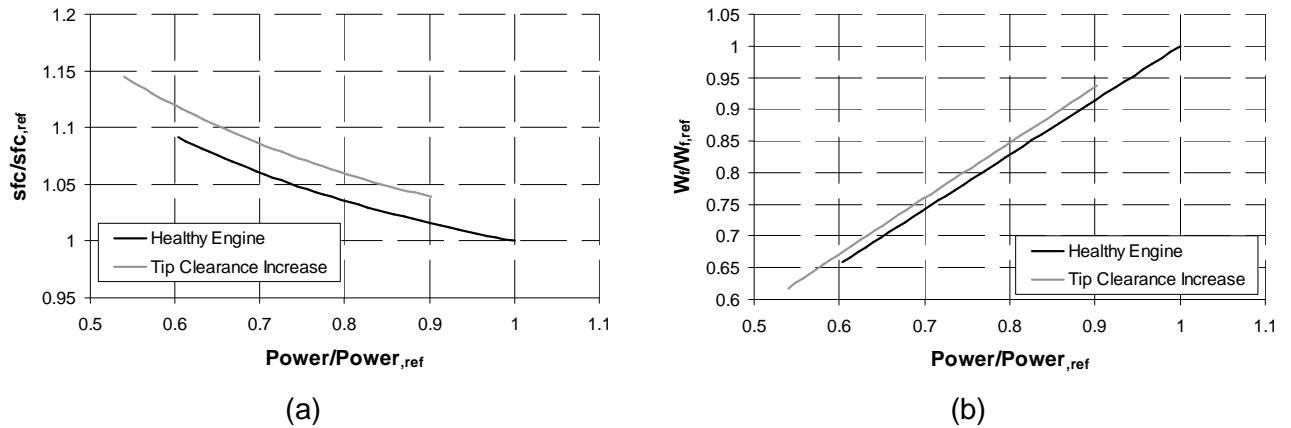 1.2
1.15
1.1
1.05
1
0.95
sfc/sfc,ref
0.5 0.6 0.7 0.8 0.9 1 1.1
Power/Power,ref
Healthy Engine
Tip Clearance Increase
(a)
1.05
1
0.95
0.9
0.85
0.8
0.75
0.7
0.65
0.6
Wf/Wf,ref
0.5 0.6 0.7 0.8 0.9 1 1.1
Power/Power,ref
Healthy Engine
Tip Clearance Increase
(b)